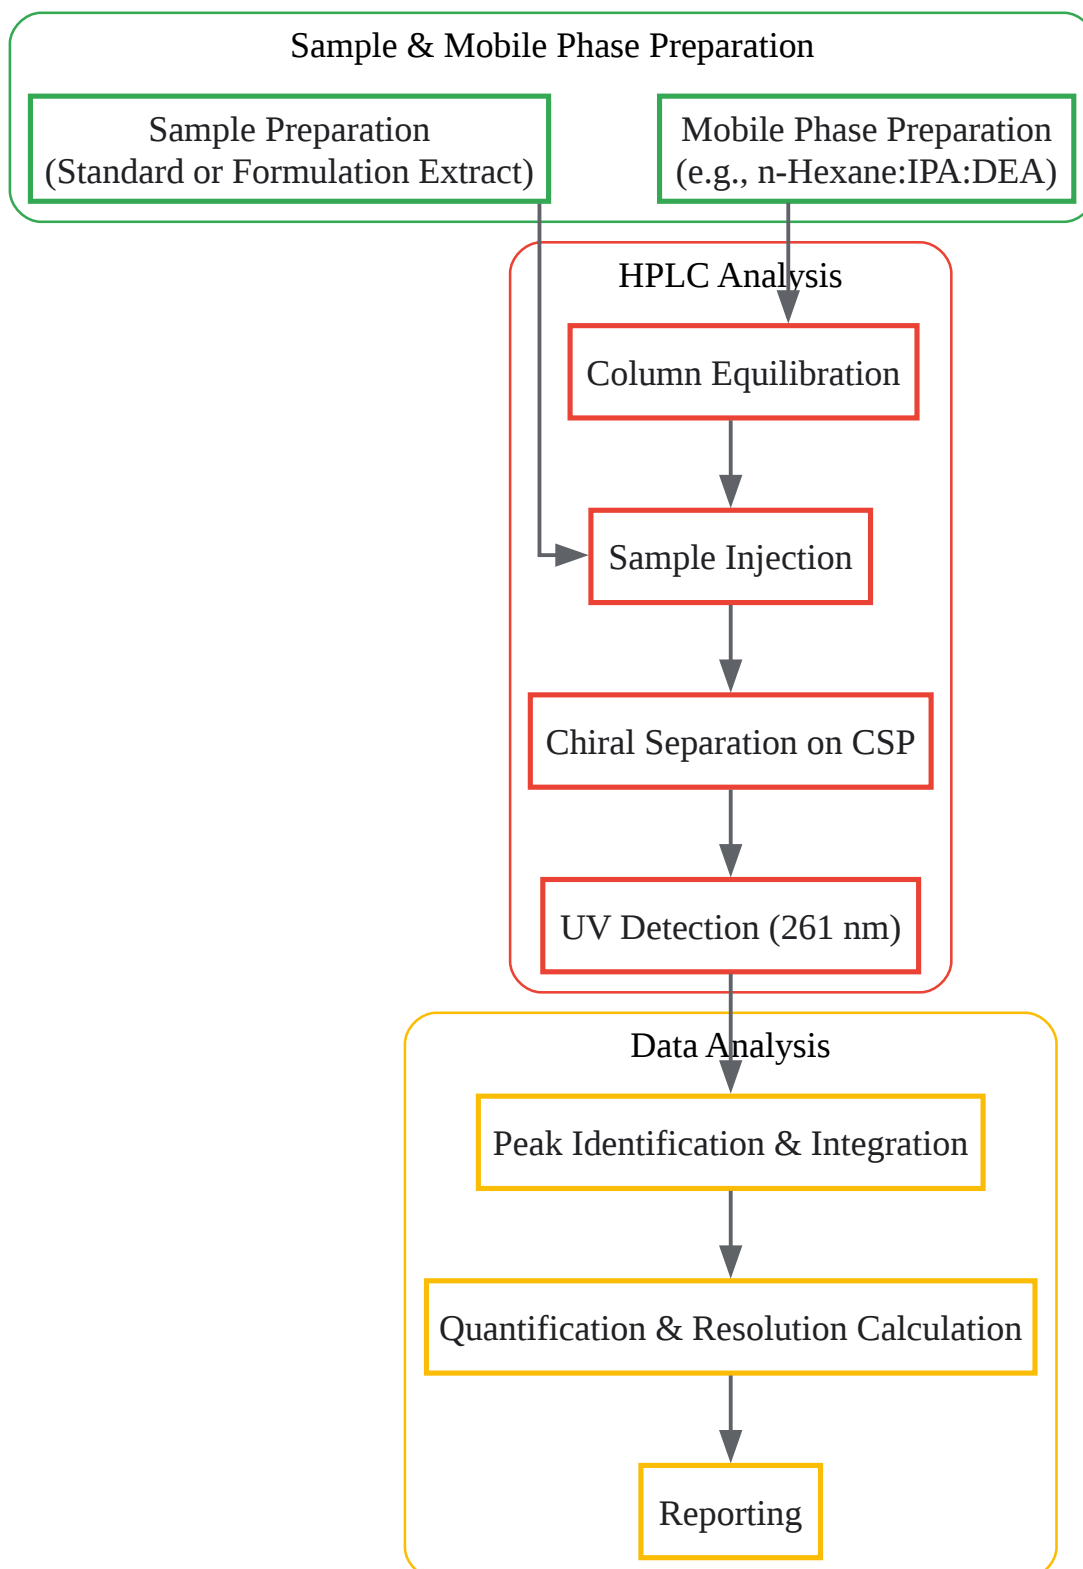 Sample & Mobile Phase Preparation
Sample Preparation
(Standard or Formulation Extract)
Mobile Phase Preparation
(e.g., n-Hexane:IPA:DEA)
HPLC Analysis
Column Equilibration
Sample Injection
Chiral Separation on CSP
UV Detection (261 nm)
Data Analysis
Peak Identification & Integration
Quantification & Resolution Calculation
Reporting